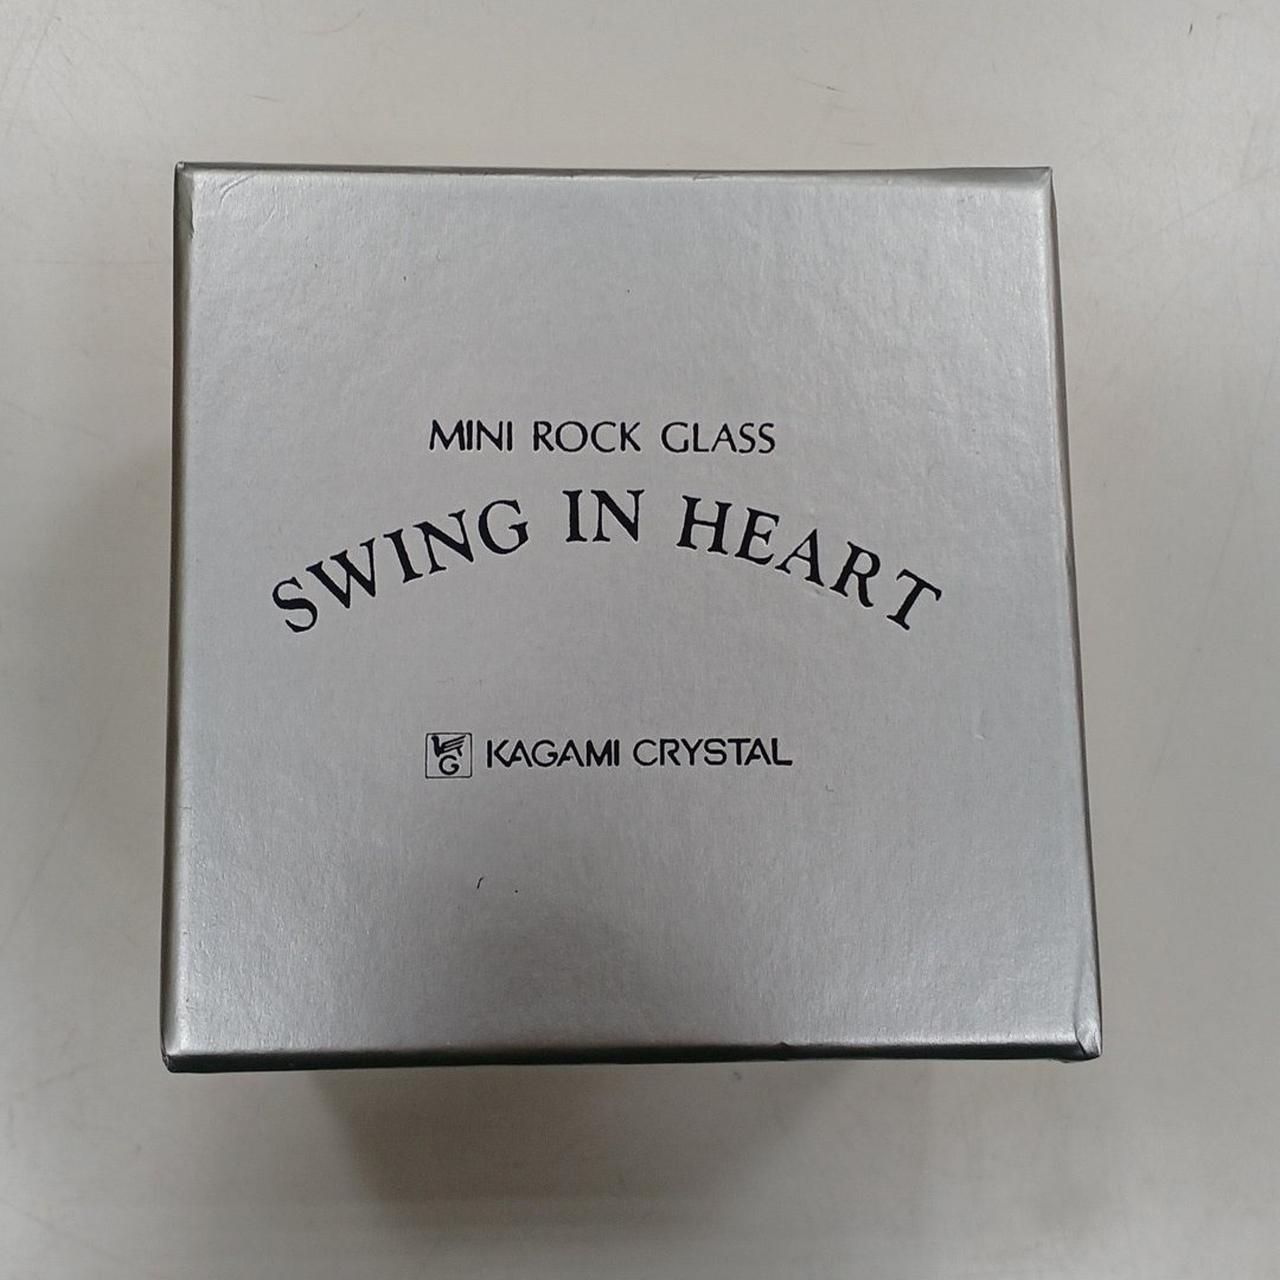 MINI ROCK GLASS
SWING IN HEART
G KAGAMI CRYSTAL